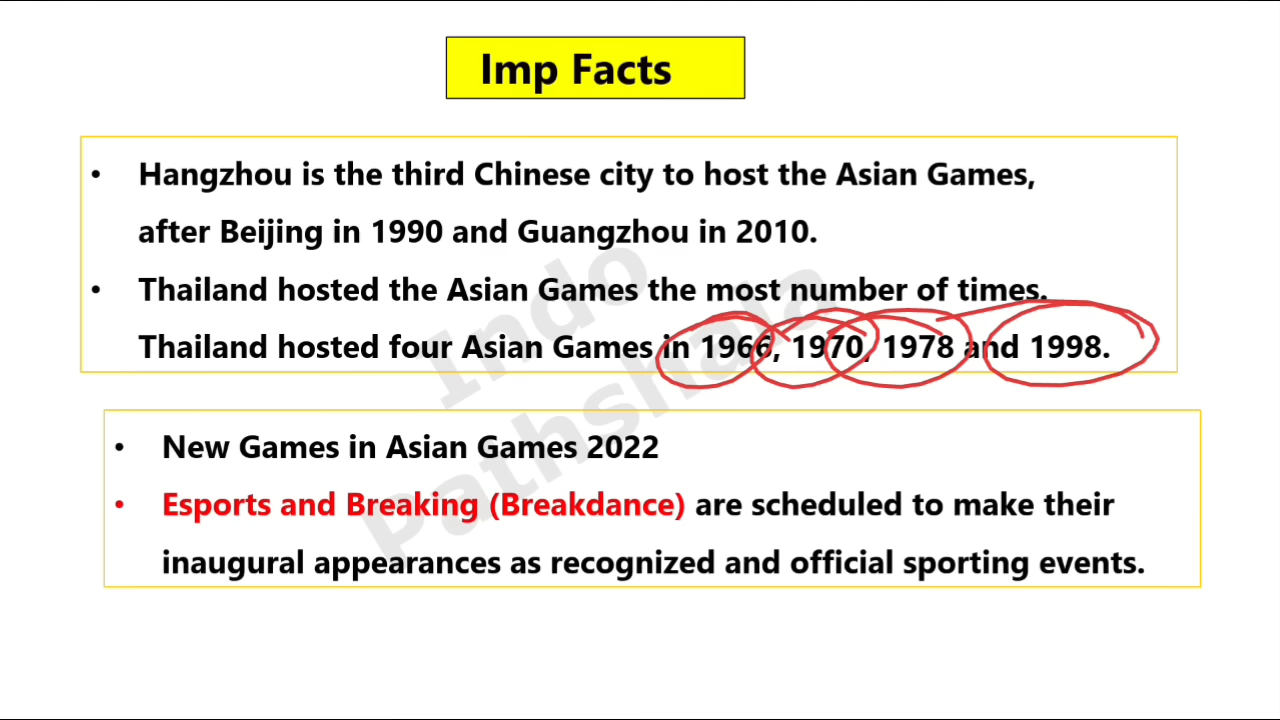 Imp Facts
• Hangzhou is the third Chinese city to host the Asian Games,
after Beijing in 1990 and Guangzhou in 2010.
• Thailand hosted the Asian Games the most number of times.
Thailand hosted four Asian Games in 1966, 1970, 1978 and 1998.
• New Games in Asian Games 2022
• Esports and Breaking (Breakdance) are scheduled to make their
inaugural appearances as recognized and official sporting events.
Indo
Pathshala